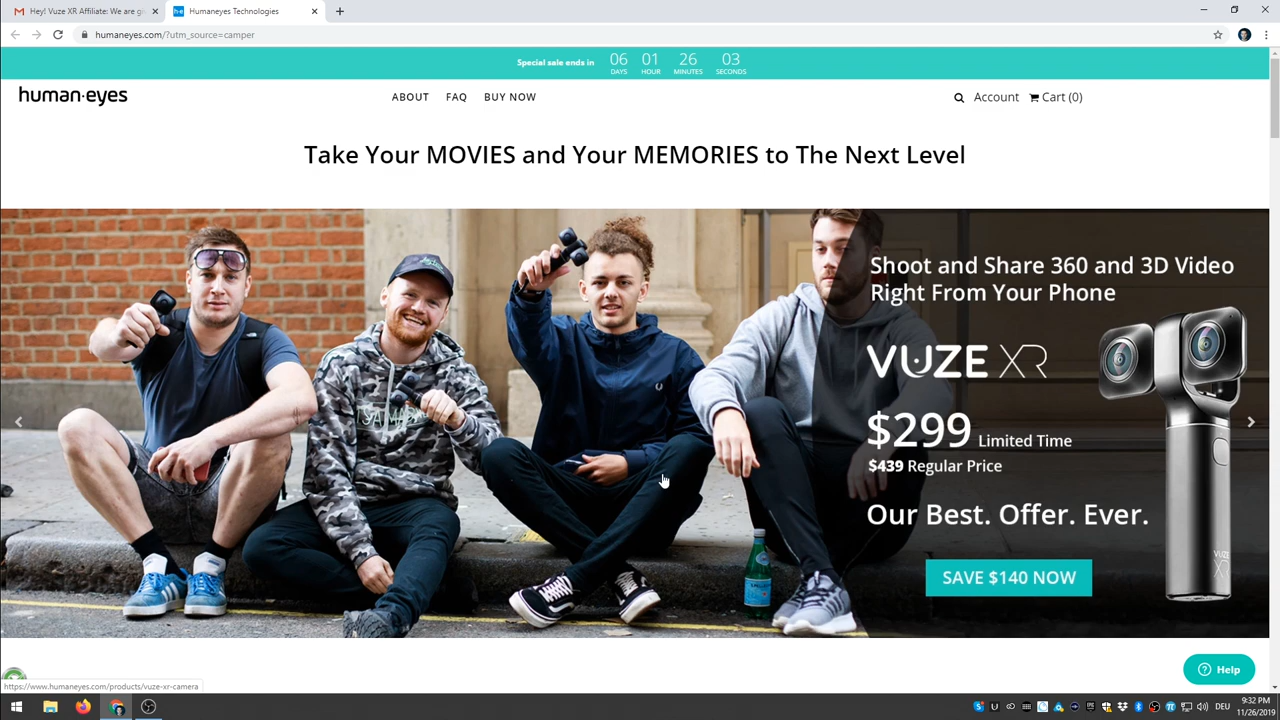 Hey! Vuze XR Affiliate: We are gi
Humaneyes Technologies
humaneyes.com/?utm_source=camper
Special sale ends in 06 01 26 03
DAYS HOUR MINUTES SECONDS
human·eyes
ABOUT FAQ BUY NOW
Account Cart (0)
Take Your MOVIES and Your MEMORIES to The Next Level
Shoot and Share 360 and 3D Video
Right From Your Phone
VUZE XR
$299 Limited Time
$439 Regular Price
Our Best. Offer. Ever.
SAVE $140 NOW
VUZE
XR
Help
https://www.humaneyes.com/products/vuze-xr-camera
DEU
9:32 PM
11/26/2019